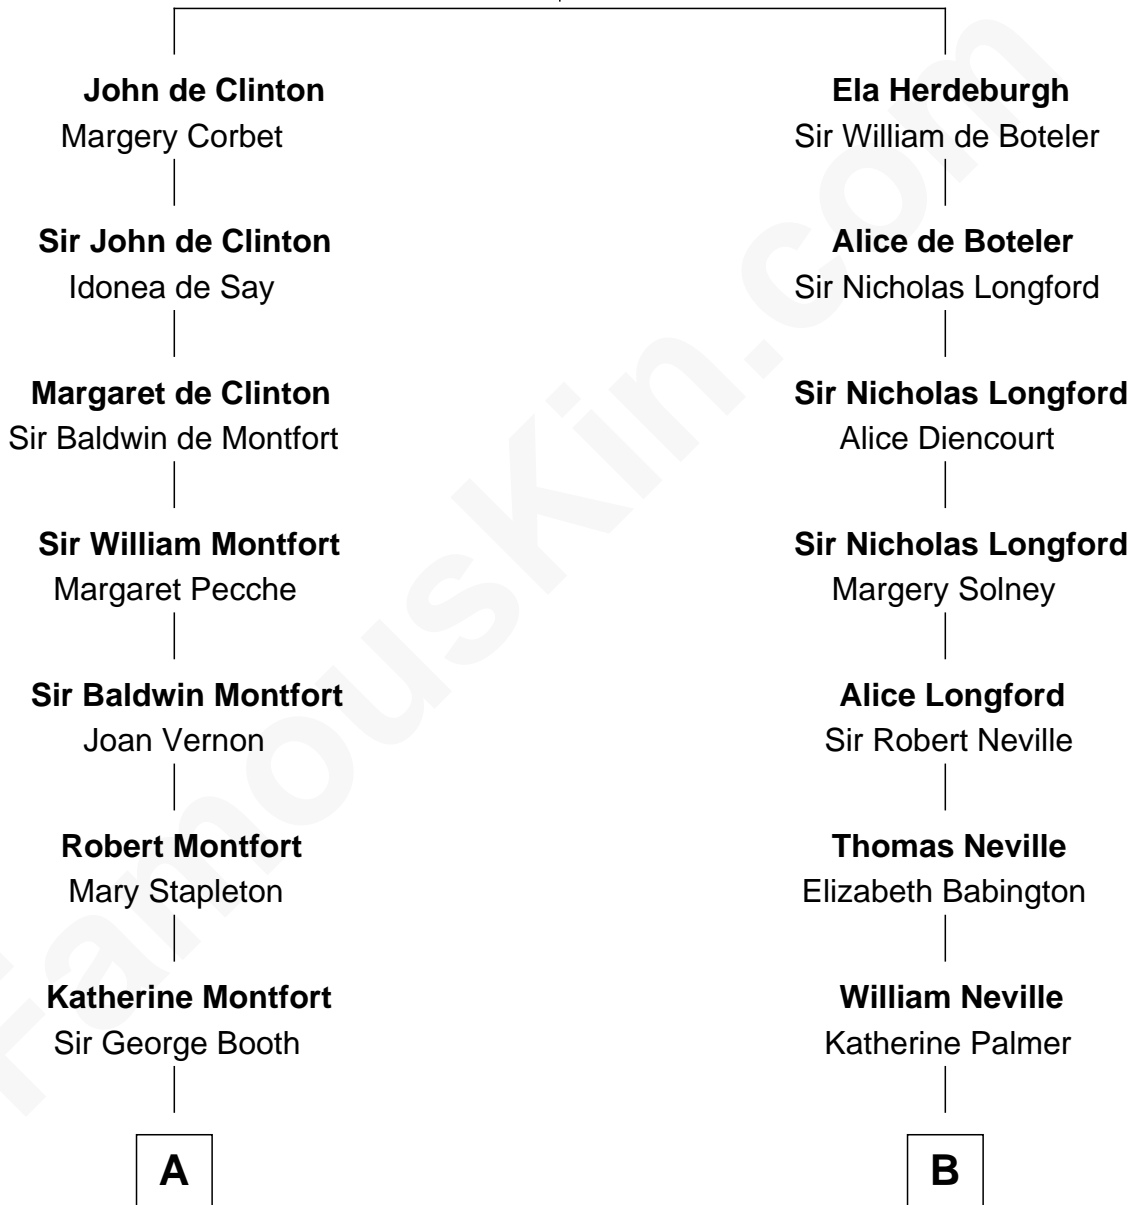 John de Clinton
Margery Corbet
Sir John de Clinton
Idonea de Say
Margaret de Clinton
Sir Baldwin de Montfort
Sir William Montfort
Margaret Pecche
Sir Baldwin Montfort
Joan Vernon
Robert Montfort
Mary Stapleton
Katherine Montfort
Sir George Booth
A
Ela Herdeburgh
Sir William de Boteler
Alice de Boteler
Sir Nicholas Longford
Sir Nicholas Longford
Alice Diencourt
Sir Nicholas Longford
Margery Solney
Alice Longford
Sir Robert Neville
Thomas Neville
Elizabeth Babington
William Neville
Katherine Palmer
B
FamousKin.com